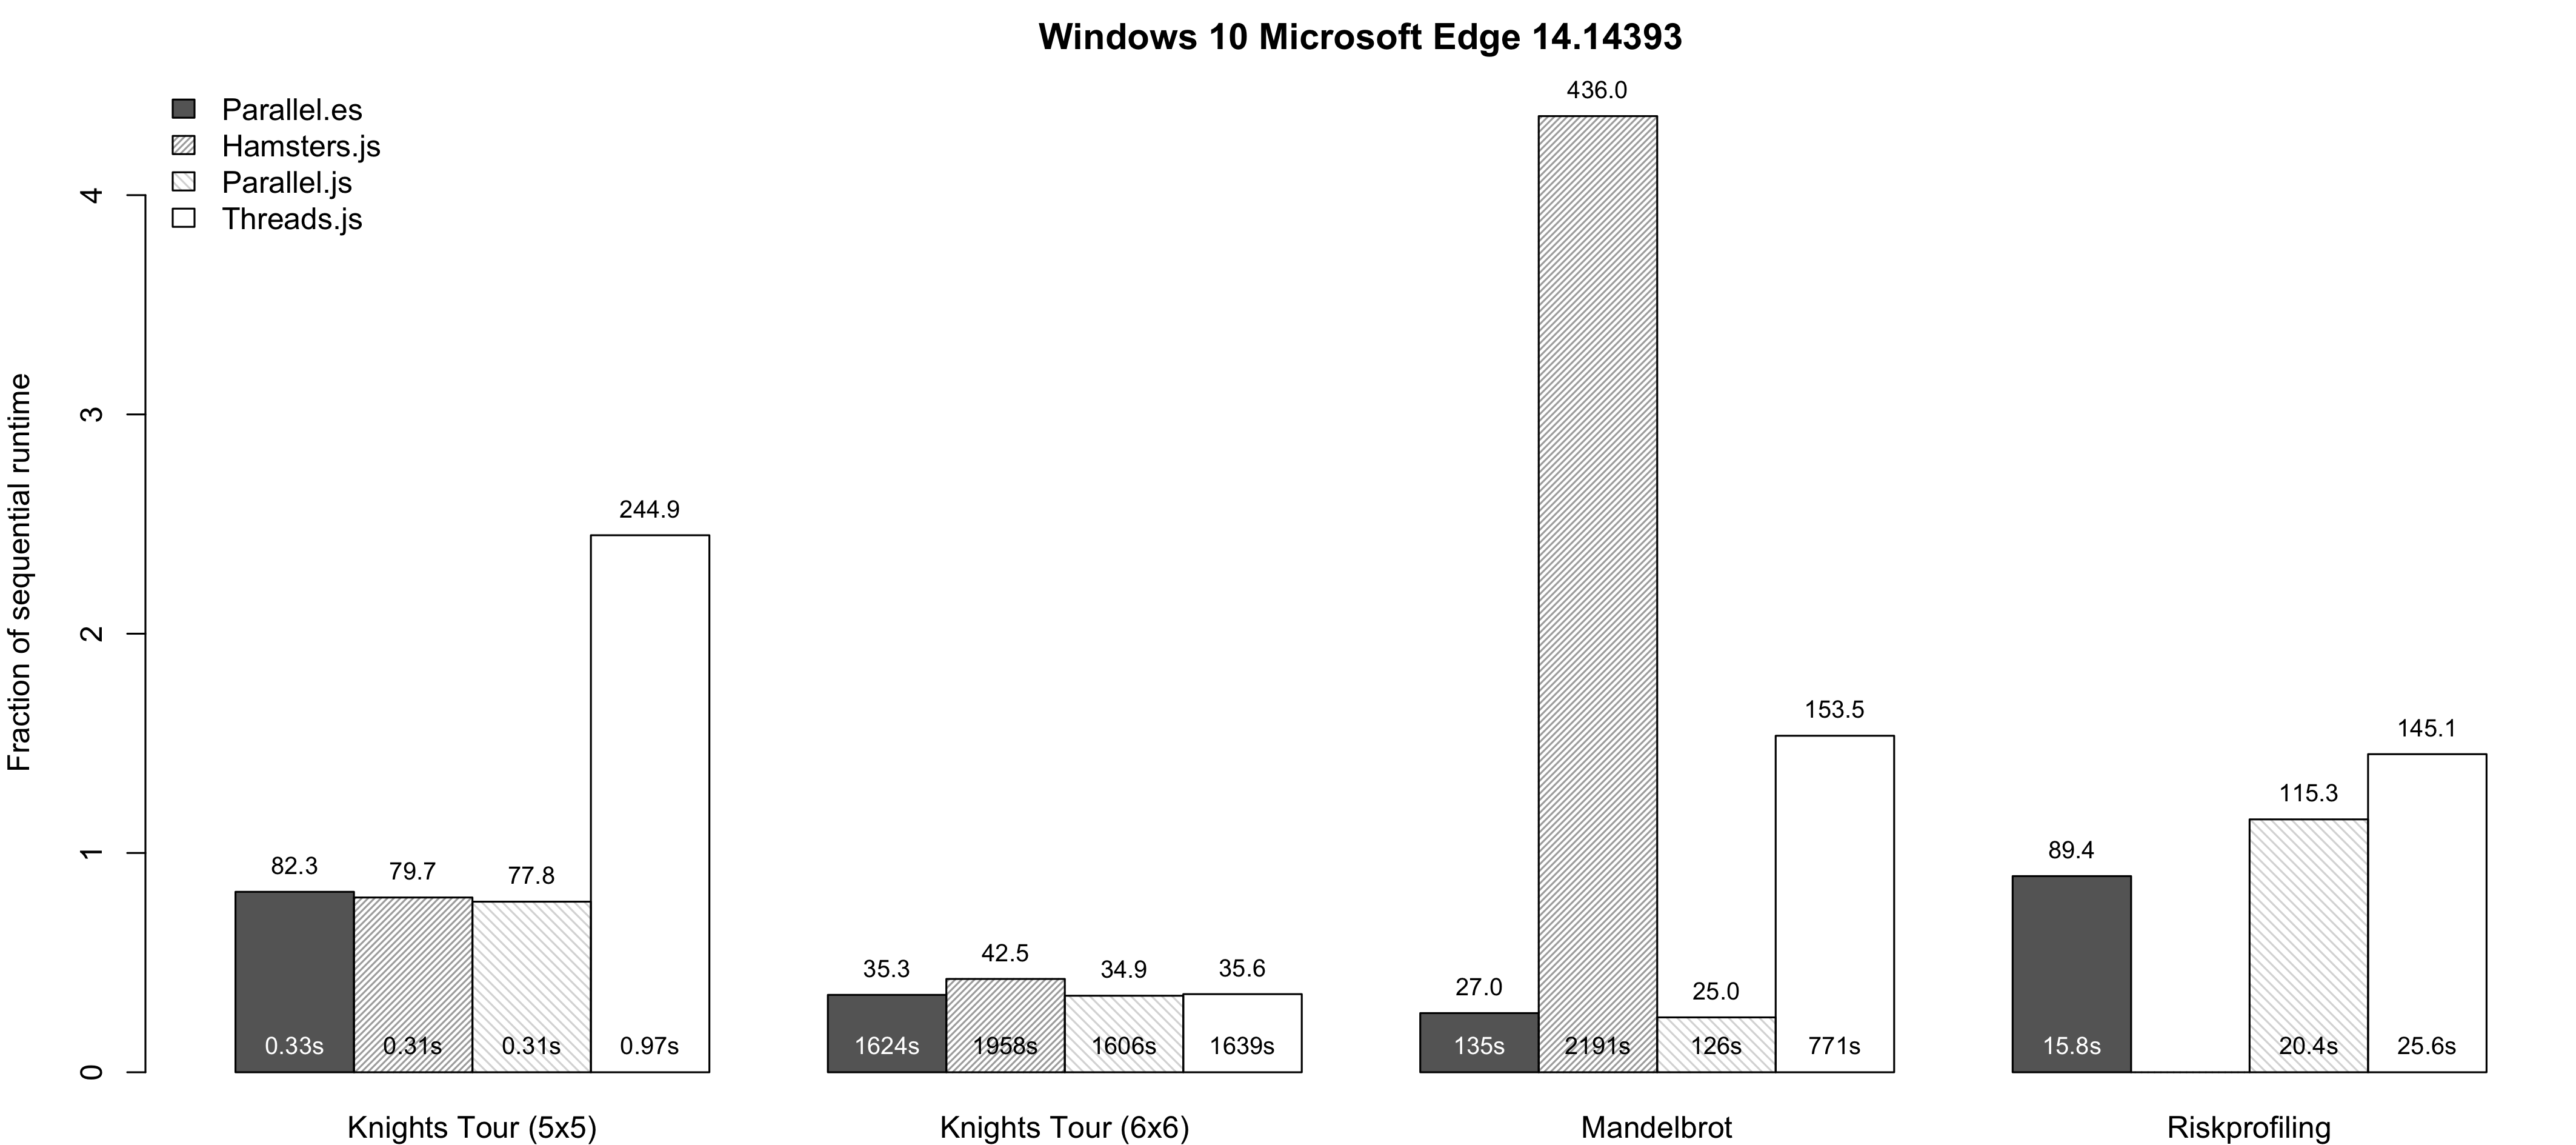 Windows 10 Microsoft Edge 14.14393
Parallel.es
Hamsters.js
Parallel.js
Threads.js
Fraction of sequential runtime
4
3
2
1
0
82.3
79.7
77.8
244.9
0.33s
0.31s
0.31s
0.97s
Knights Tour (5x5)
35.3
42.5
34.9
35.6
1624s
1958s
1606s
1639s
Knights Tour (6x6)
27.0
436.0
25.0
153.5
135s
2191s
126s
771s
Mandelbrot
89.4
115.3
145.1
15.8s
20.4s
25.6s
Riskprofiling